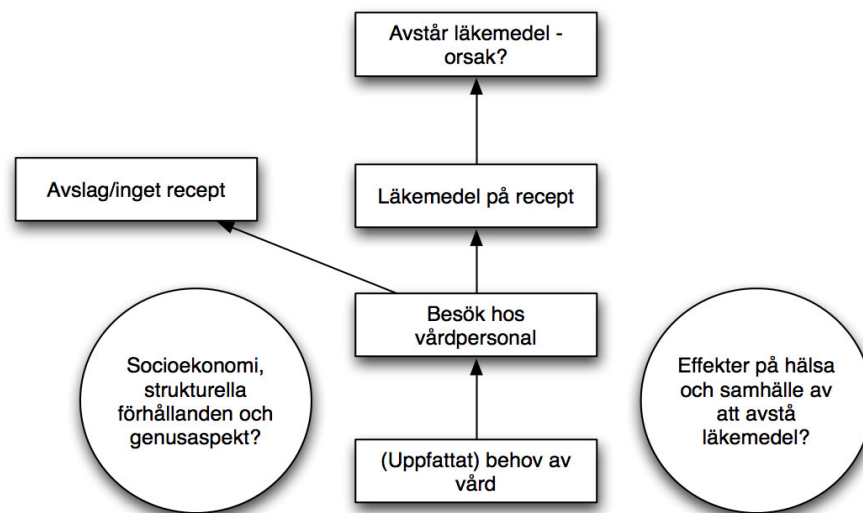 Avstår läkemedel -
orsak?
Avslag/inget recept
Läkemedel på recept
Besök hos
vårdpersonal
Socioekonomi,
strukturella
förhållanden och
genusaspekt?
Effekter på hälsa
och samhälle av
att avstå
läkemedel?
(Uppfattat) behov av
vård